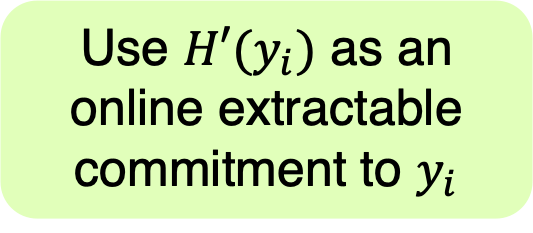 Use 𝐻′(𝑦ᵢ) as an
online extractable
commitment to 𝑦ᵢ